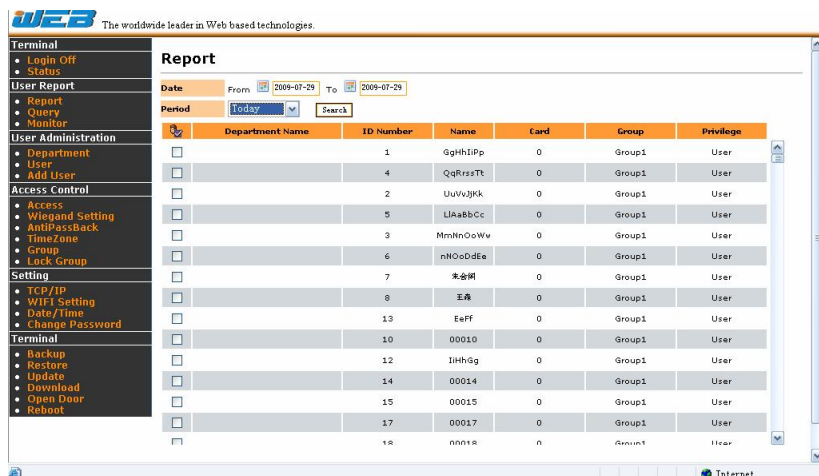 iWEB The worldwide leader in Web based technologies.
Terminal
Login Off
Status
User Report
Report
Query
Monitor
User Administration
Department
User
Add User
Access Control
Access
Wiegand Setting
AntiPassBack
TimeZone
Group
Lock Group
Setting
TCP/IP
WIFI Setting
Date/Time
Change Password
Terminal
Backup
Restore
Update
Download
Open Door
Reboot
Report
Date From 2009-07-29 To 2009-07-29
Period Today Search
Department Name ID Number Name Card Group Privilege
1 GgHhIiPp 0 Group1 User
4 QqRrssTt 0 Group1 User
2 UuVvJjKk 0 Group1 User
5 LlAaBbCc 0 Group1 User
3 MmNnOoWw 0 Group1 User
6 nNOoDdEe 0 Group1 User
7 0 Group1 User
8 王森 0 Group1 User
13 EeFf 0 Group1 User
10 00010 0 Group1 User
12 IiHhGg 0 Group1 User
14 00014 0 Group1 User
15 00015 0 Group1 User
17 00017 0 Group1 User
18 00018 0 Group1 User
Internet